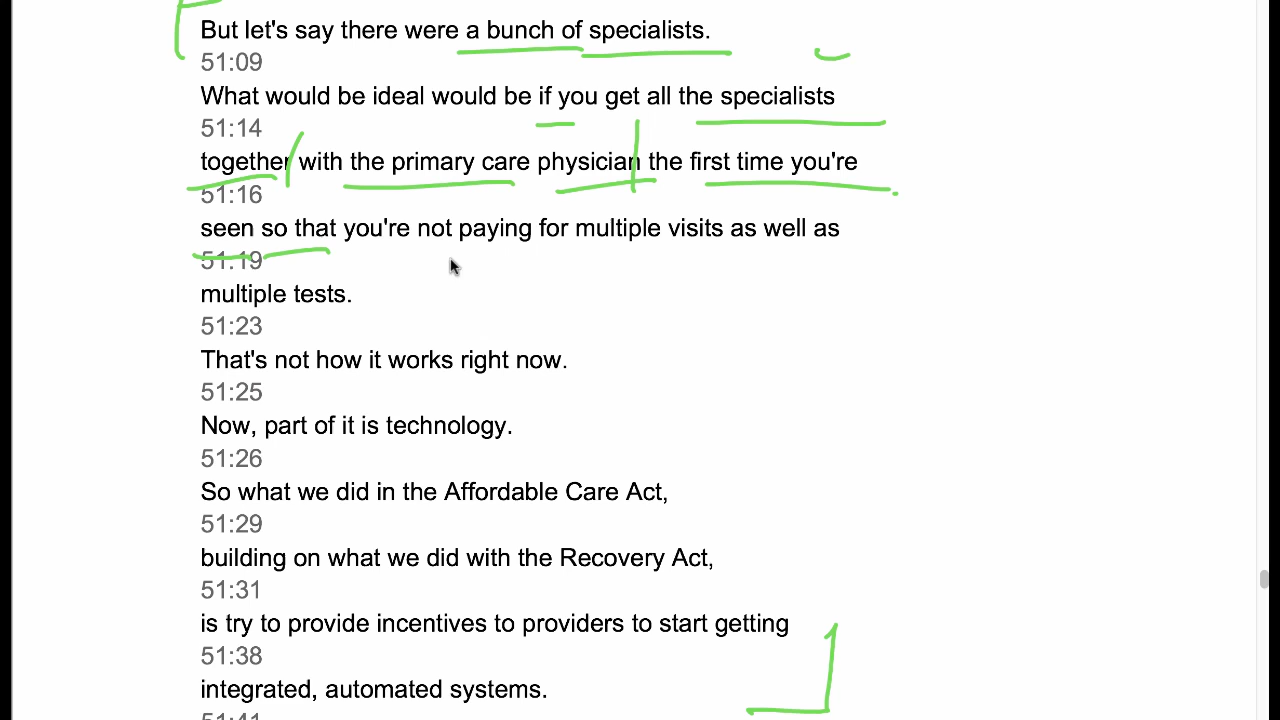 But let's say there were a bunch of specialists.
51:09
What would be ideal would be if you get all the specialists
51:14
together with the primary care physician the first time you're
51:16
seen so that you're not paying for multiple visits as well as
51:19
multiple tests.
51:23
That's not how it works right now.
51:25
Now, part of it is technology.
51:26
So what we did in the Affordable Care Act,
51:29
building on what we did with the Recovery Act,
51:31
is try to provide incentives to providers to start getting
51:38
integrated, automated systems.
51:41